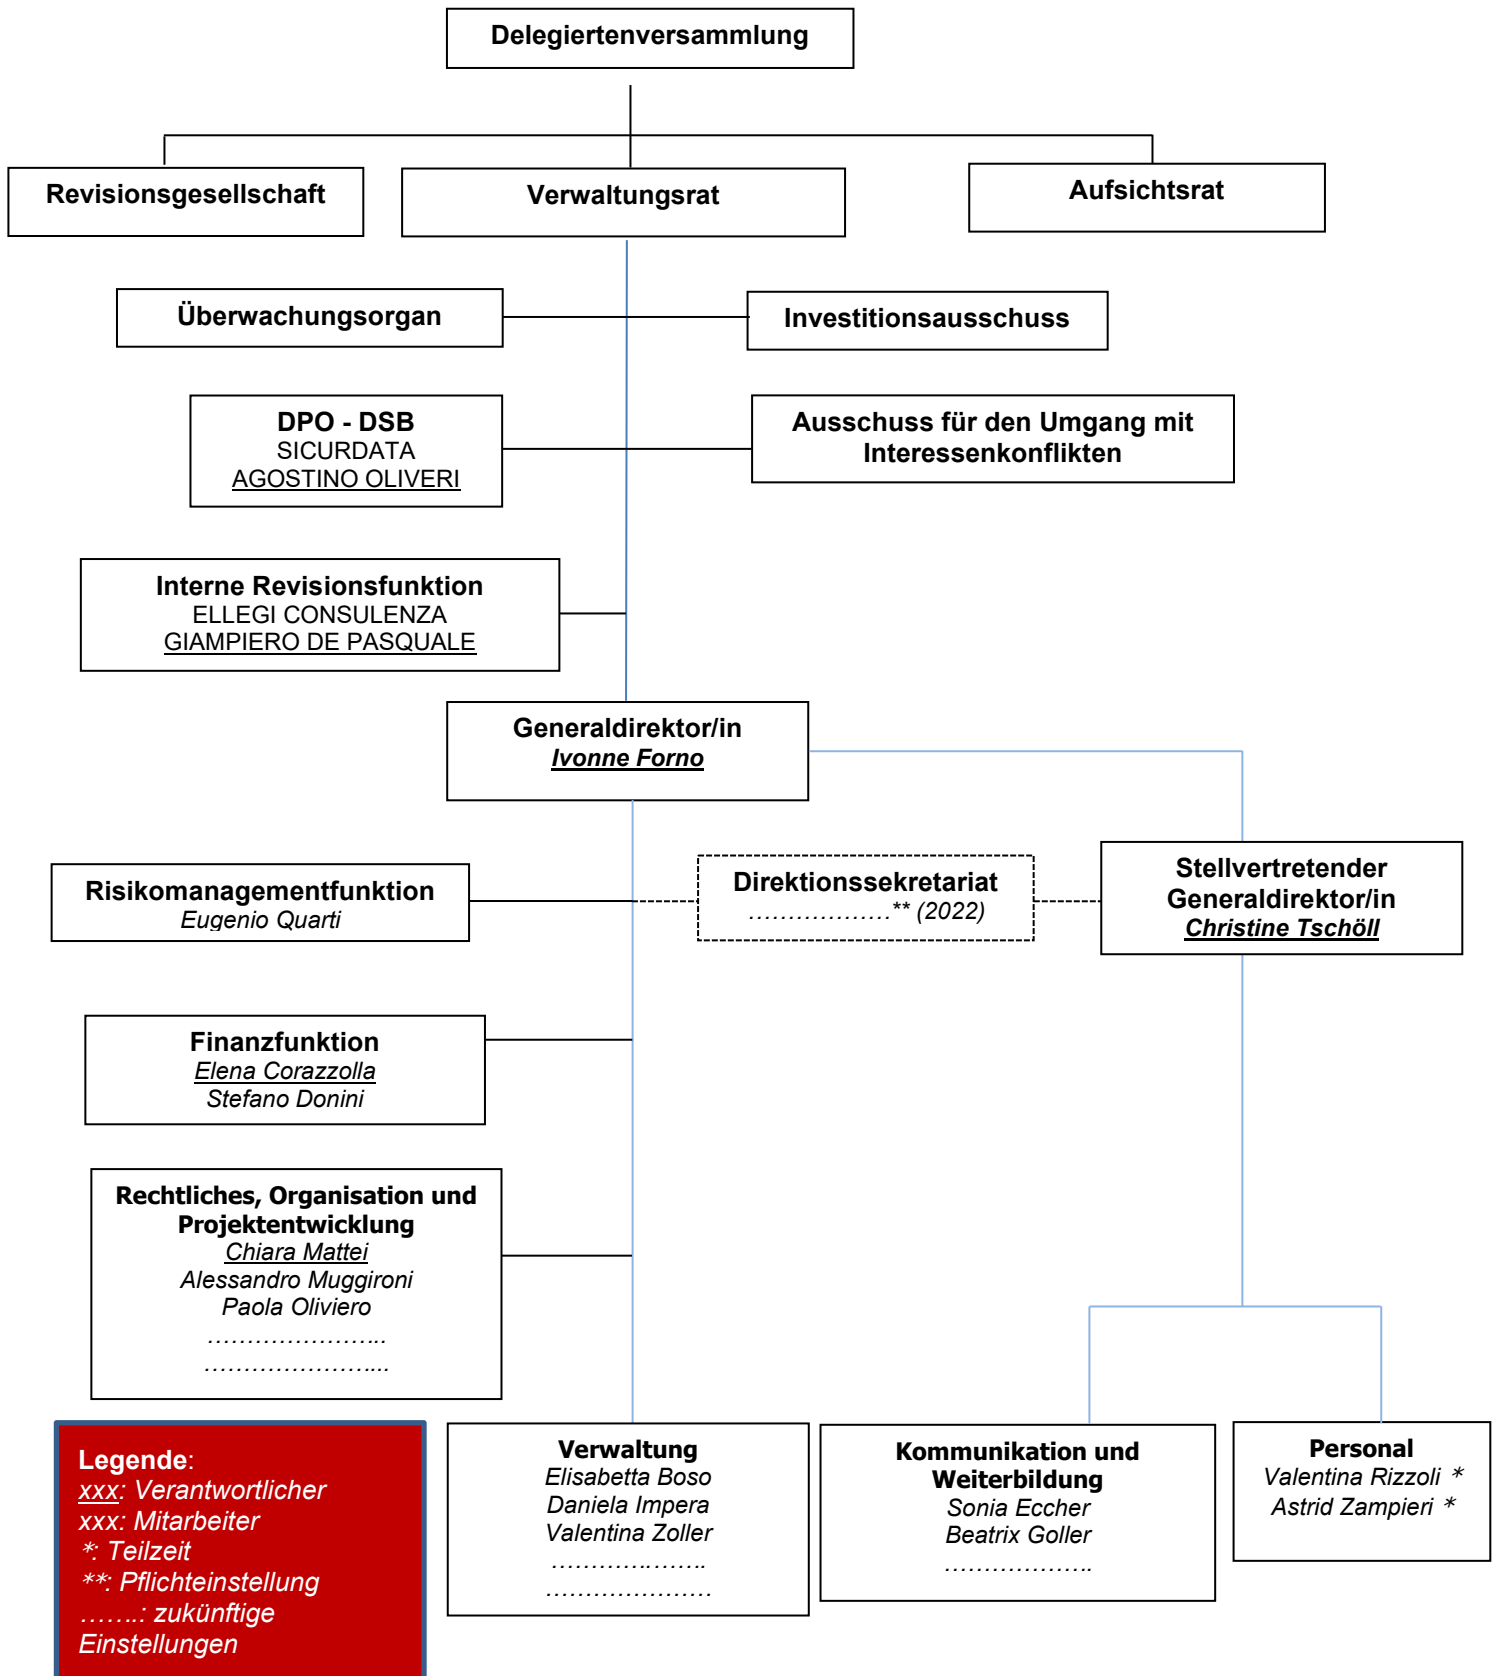 Delegiertenversammlung
Revisionsgesellschaft
Verwaltungsrat
Aufsichtsrat
Überwachungsorgan
Investitionsausschuss
DPO - DSB
SICURDATA
AGOSTINO OLIVERI
Ausschuss für den Umgang mit
Interessenkonflikten
Interne Revisionsfunktion
ELLEGI CONSULENZA
GIAMPIERO DE PASQUALE
Generaldirektor/in
Ivonne Forno
Risikomanagementfunktion
Eugenio Quarti
Direktionssekretariat
………………** (2022)
Stellvertretender
Generaldirektor/in
Christine Tschöll
Finanzfunktion
Elena Corazzolla
Stefano Donini
Rechtliches, Organisation und
Projektentwicklung
Chiara Mattei
Alessandro Muggironi
Paola Oliviero
…………………..
…………………...
Legende:
xxx: Verantwortlicher
xxx: Mitarbeiter
*: Teilzeit
**: Pflichteinstellung
……..: zukünftige
Einstellungen
Verwaltung
Elisabetta Boso
Daniela Impera
Valentina Zoller
………….…….
…………………
Kommunikation und
Weiterbildung
Sonia Eccher
Beatrix Goller
……………….
Personal
Valentina Rizzoli *
Astrid Zampieri *